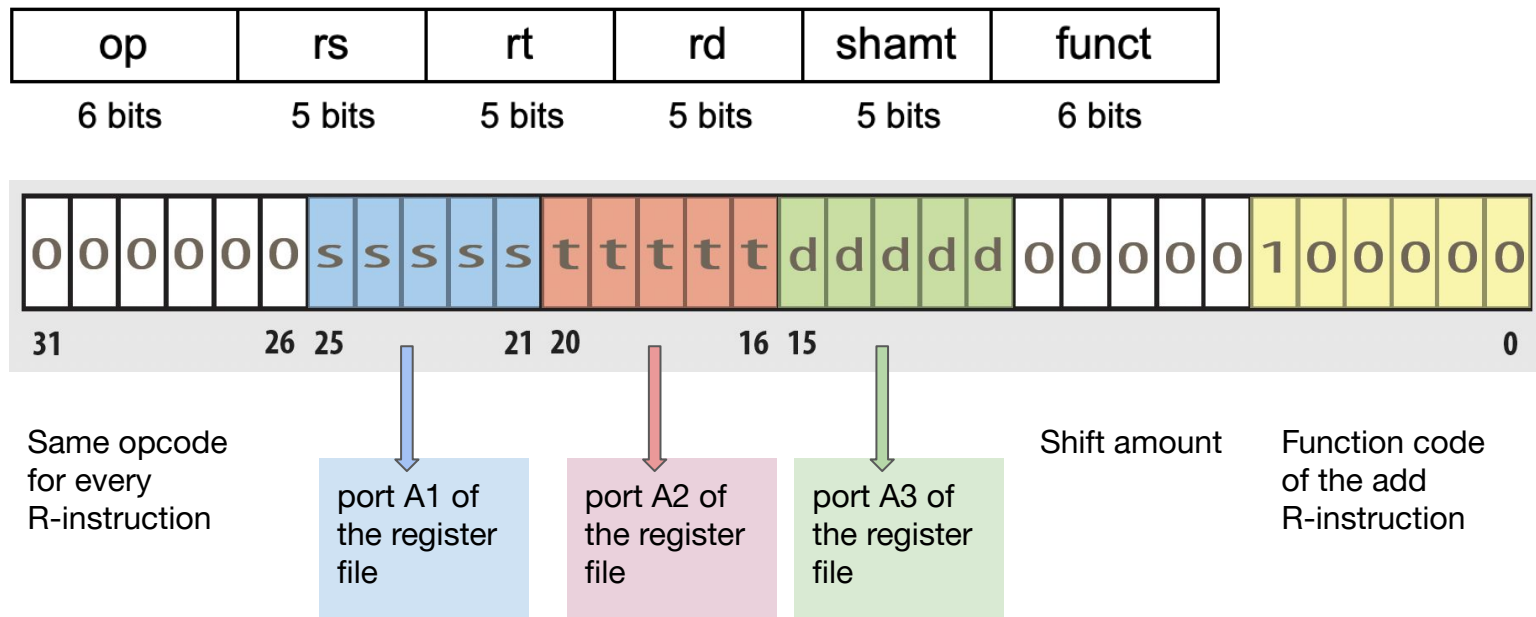 op rs rt rd shamt funct
6 bits 5 bits 5 bits 5 bits 5 bits 6 bits
0 0 0 0 0 0 s s s s s t t t t t d d d d d 0 0 0 0 0 1 0 0 0 0 0
31 26 25 21 20 16 15 0
Same opcode
for every
R-instruction
port A1 of
the register
file
port A2 of
the register
file
port A3 of
the register
file
Shift amount
Function code
of the add
R-instruction